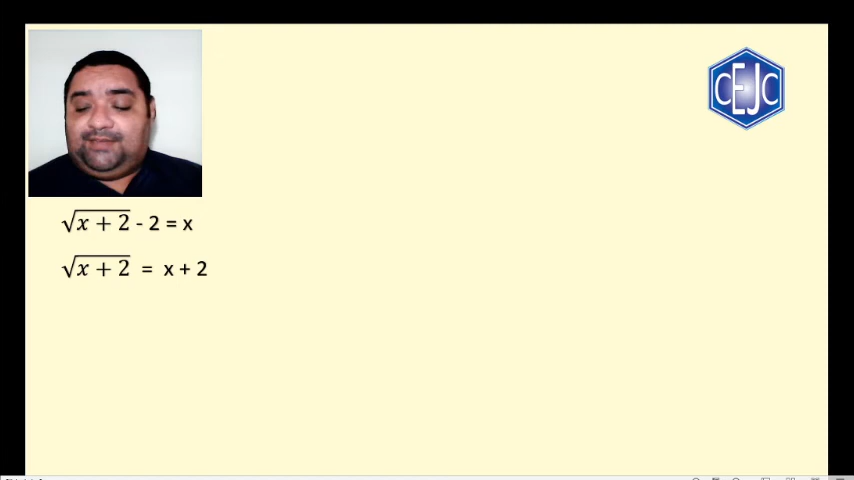 CEJC
√x + 2 - 2 = x
√x + 2 = x + 2